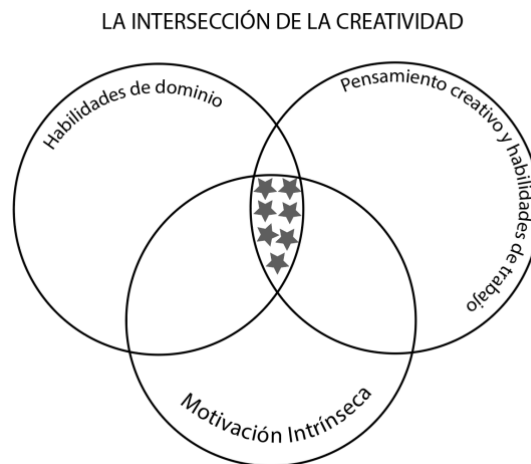 LA INTERSECCIÓN DE LA CREATIVIDAD
Habilidades de dominio
Pensamiento creativo y habilidades de trabajo
Motivación Intrínseca